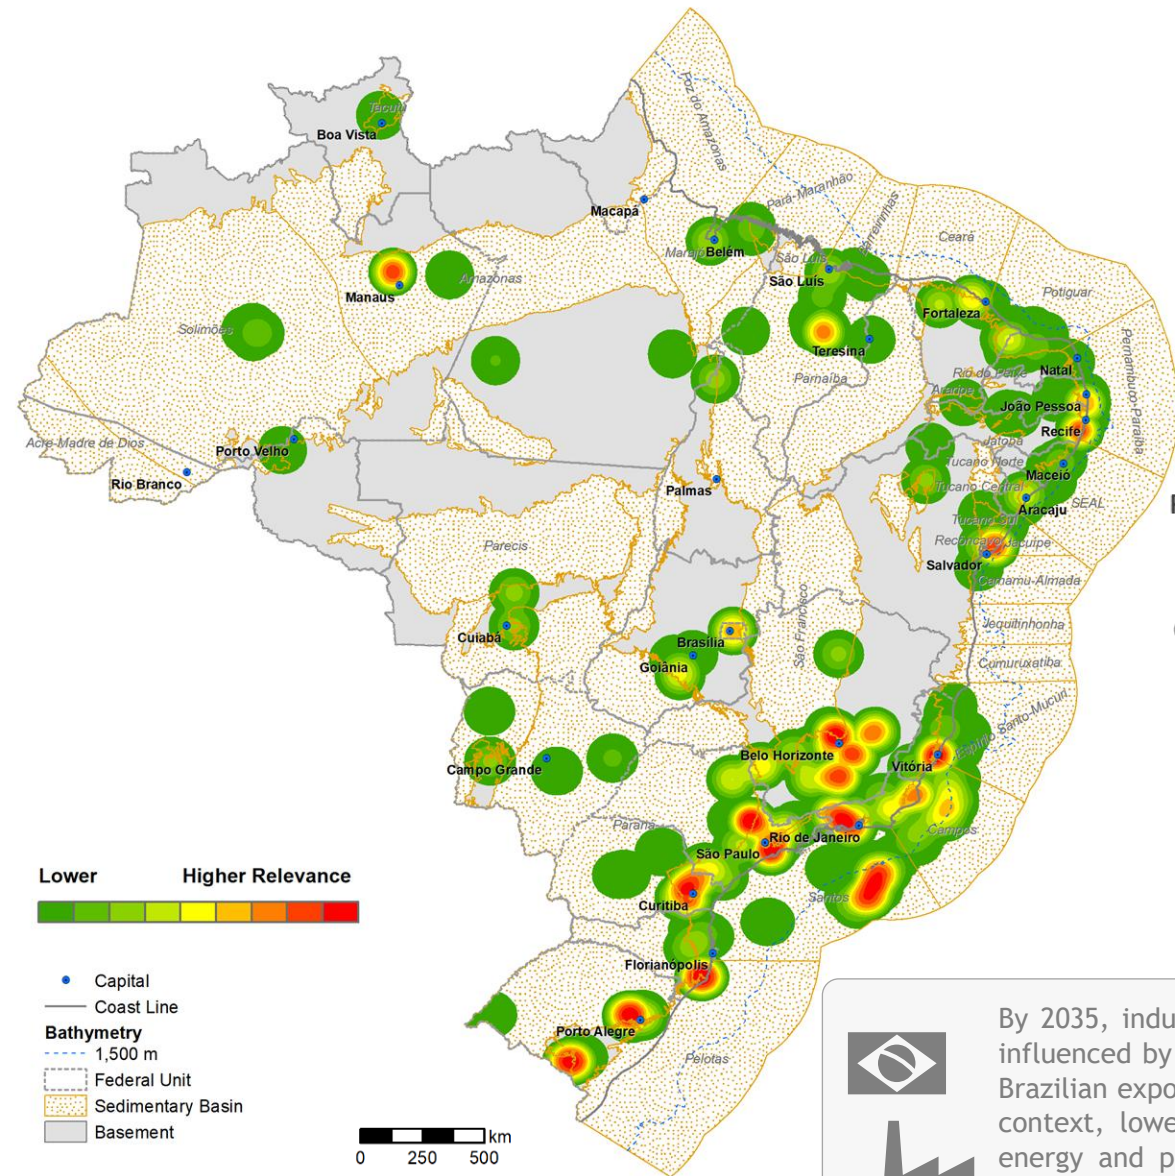 Foz do Amazonas
Tacutu
Boa Vista
Pará-Maranhão
Barreirinhas
Macapá
Ceará
Marajó
Belém
São Luís
São Luís
Amazonas
Manaus
Potiguar
Fortaleza
Solimões
Teresina
Pernambuco-Paraíba
Natal
Rio do Peixe
Parnaíba
Araripe
João Pessoa
Recife
Acre-Madre de Dios
Porto Velho
Jatobá
Tucano Norte
Maceió
Rio Branco
Palmas
Tucano Central
SEAL
Aracaju
Tucano Sul
Parecis
Recôncavo
Jacuípe
Salvador
Camamu-Almada
Jequitinhonha
Cuiabá
Brasília
São Francisco
Goiânia
Cumuruxatiba
Espírito Santo-Mucuri
Belo Horizonte
Vitória
Campo Grande
Paraná
Rio de Janeiro
Campos
São Paulo
Lower Higher Relevance
Santos
Curitiba
Florianópolis
Capital
Coast Line
Bathymetry
1,500 m
Federal Unit
Sedimentary Basin
Basement
Porto Alegre
Pelotas
km
0 250 500
By 2035, indu
influenced by
Brazilian expo
context, lowe
energy and p